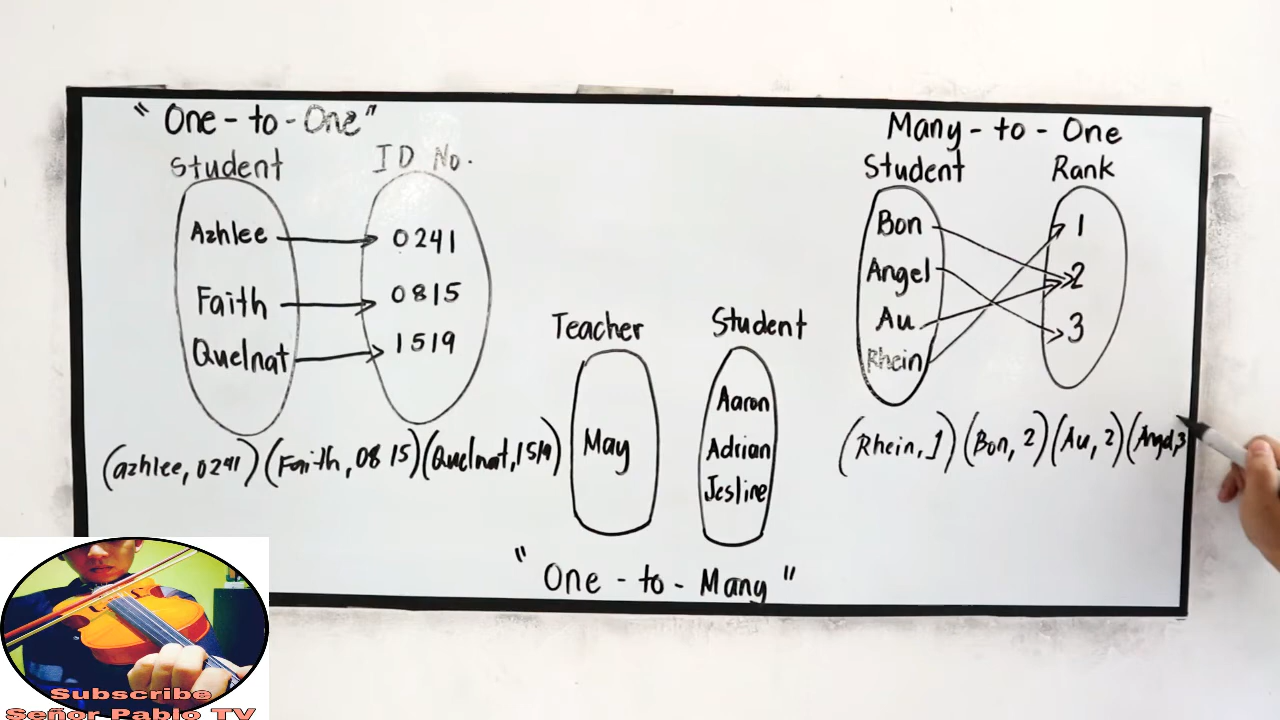 " One - to - One "
Student
ID No.
Azhlee
0241
Faith
0815
Quelnat
1519
(azhlee, 0241) (Faith, 0815) (Quelnat, 1519)
Teacher
Student
May
Aaron
Adrian
Jesline
" One - to - Many "
Many - to - One
Student
Rank
Bon
1
Angel
2
Au
3
Rhein
(Rhein, 1) (Bon, 2) (Au, 2) (Angel, 3
Subscribe
Señor Pablo TV